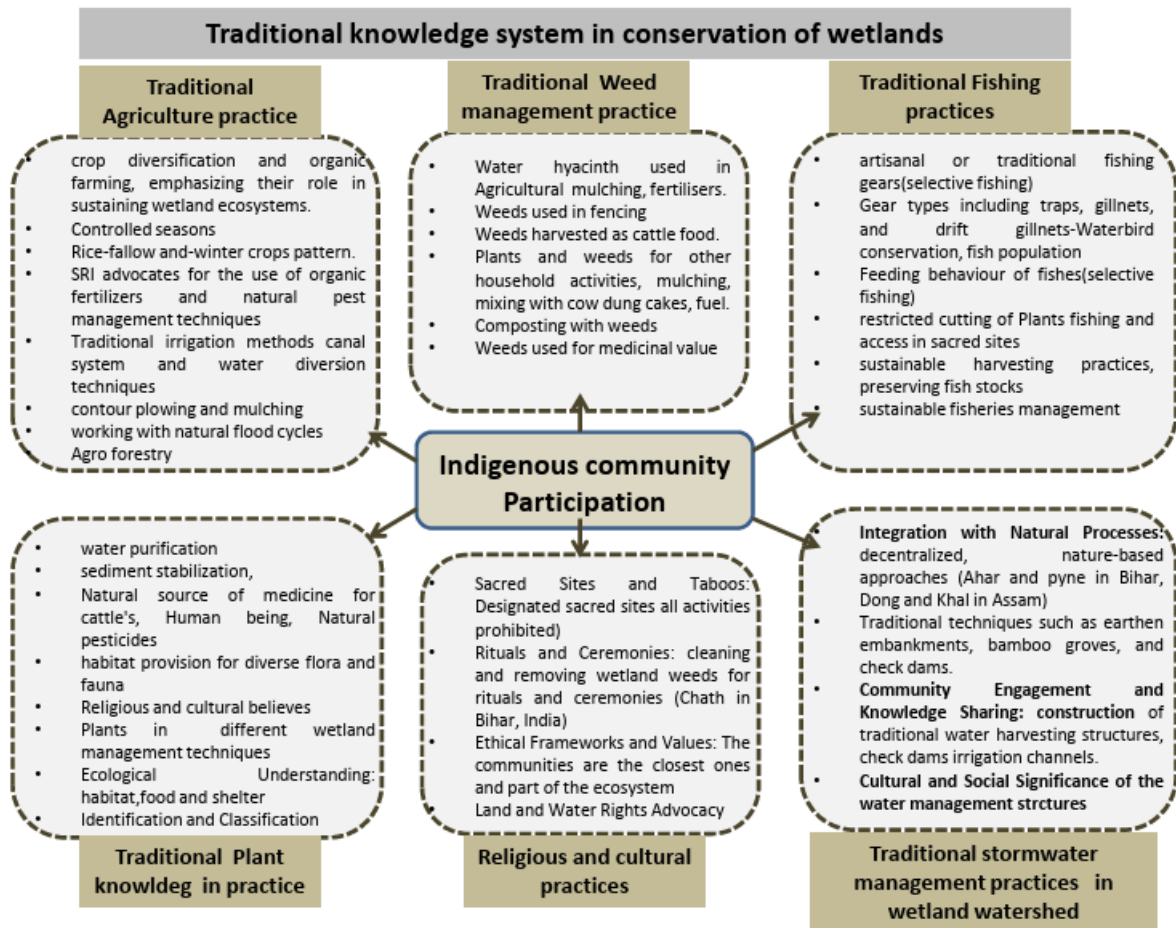 Traditional knowledge system in conservation of wetlands
Traditional
Agriculture practice
• crop diversification and organic
farming, emphasizing their role in
sustaining wetland ecosystems.
• Controlled seasons
• Rice-fallow and-winter crops pattern.
• SRI advocates for the use of organic
fertilizers and natural pest
management techniques
• Traditional irrigation methods canal
system and water diversion
techniques
• contour plowing and mulching
• working with natural flood cycles
• Agro forestry
Traditional Weed
management practice
• Water hyacinth used in
Agricultural mulching, fertilisers.
• Weeds used in fencing
• Weeds harvested as cattle food.
• Plants and weeds for other
household activities, mulching,
mixing with cow dung cakes, fuel.
• Composting with weeds
• Weeds used for medicinal value
Traditional Fishing
practices
• artisanal or traditional fishing
gears(selective fishing)
• Gear types including traps, gillnets,
and drift gillnets-Waterbird
conservation, fish population
• Feeding behaviour of fishes(selective
fishing)
• restricted cutting of Plants fishing and
access in sacred sites
• sustainable harvesting practices,
preserving fish stocks
• sustainable fisheries management
Indigenous community
Participation
• water purification
• sediment stabilization,
• Natural source of medicine for
cattle's, Human being, Natural
pesticides
• habitat provision for diverse flora and
fauna
• Religious and cultural believes
• Plants in different wetland
management techniques
• Ecological Understanding:
habitat,food and shelter
• Identification and Classification
Traditional Plant
knowldeg in practice
• Sacred Sites and Taboos:
Designated sacred sites all activities
prohibited)
• Rituals and Ceremonies: cleaning
and removing wetland weeds for
rituals and ceremonies (Chath in
Bihar, India)
• Ethical Frameworks and Values: The
communities are the closest ones
and part of the ecosystem
• Land and Water Rights Advocacy
Religious and cultural
practices
• Integration with Natural Processes:
decentralized, nature-based
approaches (Ahar and pyne in Bihar,
Dong and Khal in Assam)
• Traditional techniques such as earthen
embankments, bamboo groves, and
check dams.
• Community Engagement and
Knowledge Sharing: construction of
traditional water harvesting structures,
check dams irrigation channels.
• Cultural and Social Significance of the
water management strctures
Traditional stormwater
management practices in
wetland watershed